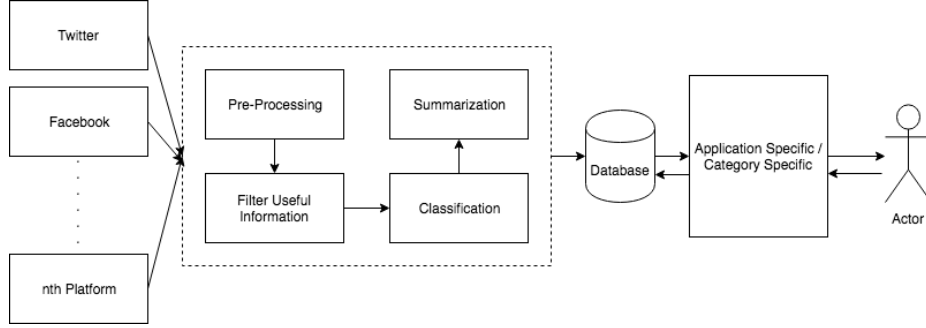 Twitter
Facebook
nth Platform
Pre-Processing
Summarization
Filter Useful
Information
Classification
Database
Application Specific /
Category Specific
Actor